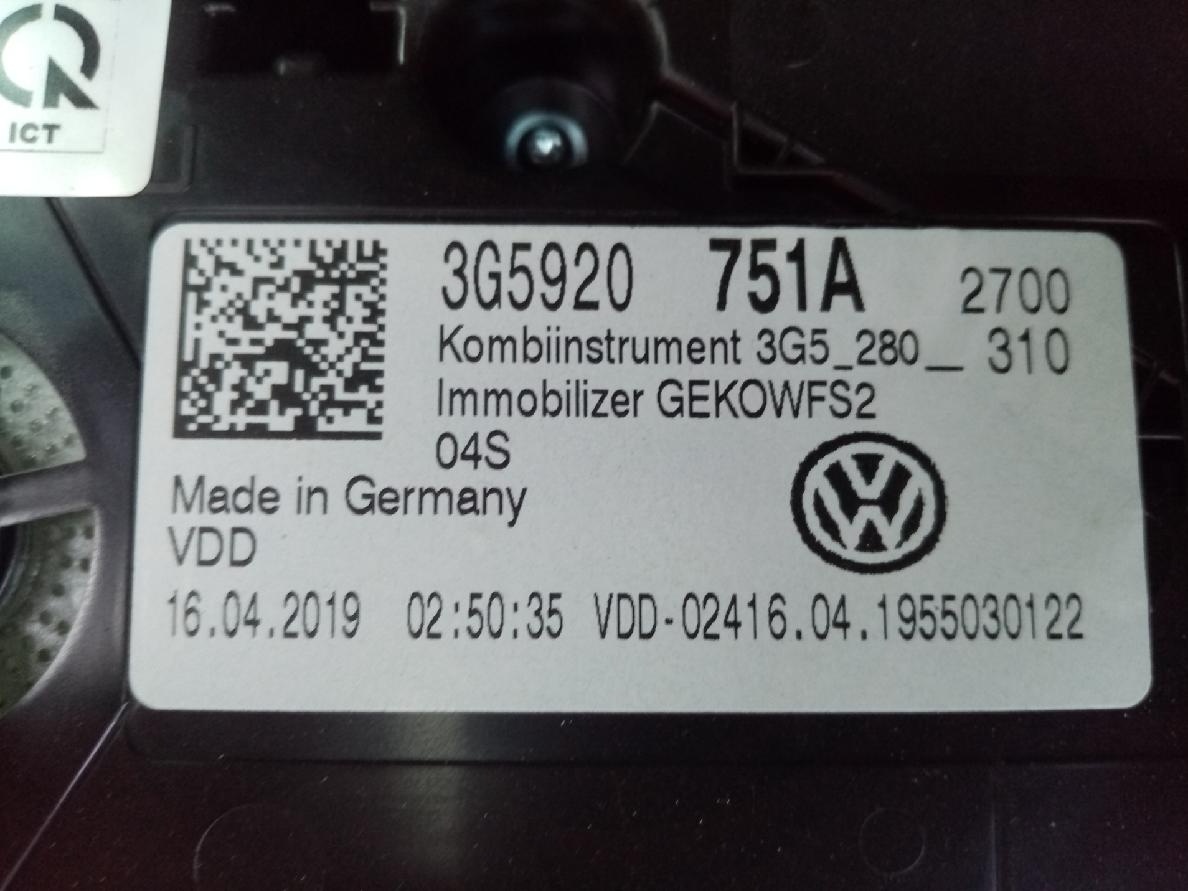 ICT
3G5920 751A 2700
Kombiinstrument 3G5_280__ 310
Immobilizer GEKOWFS2
04S
Made in Germany
VDD
16.04.2019 02:50:35 VDD-02416.04.1955030122